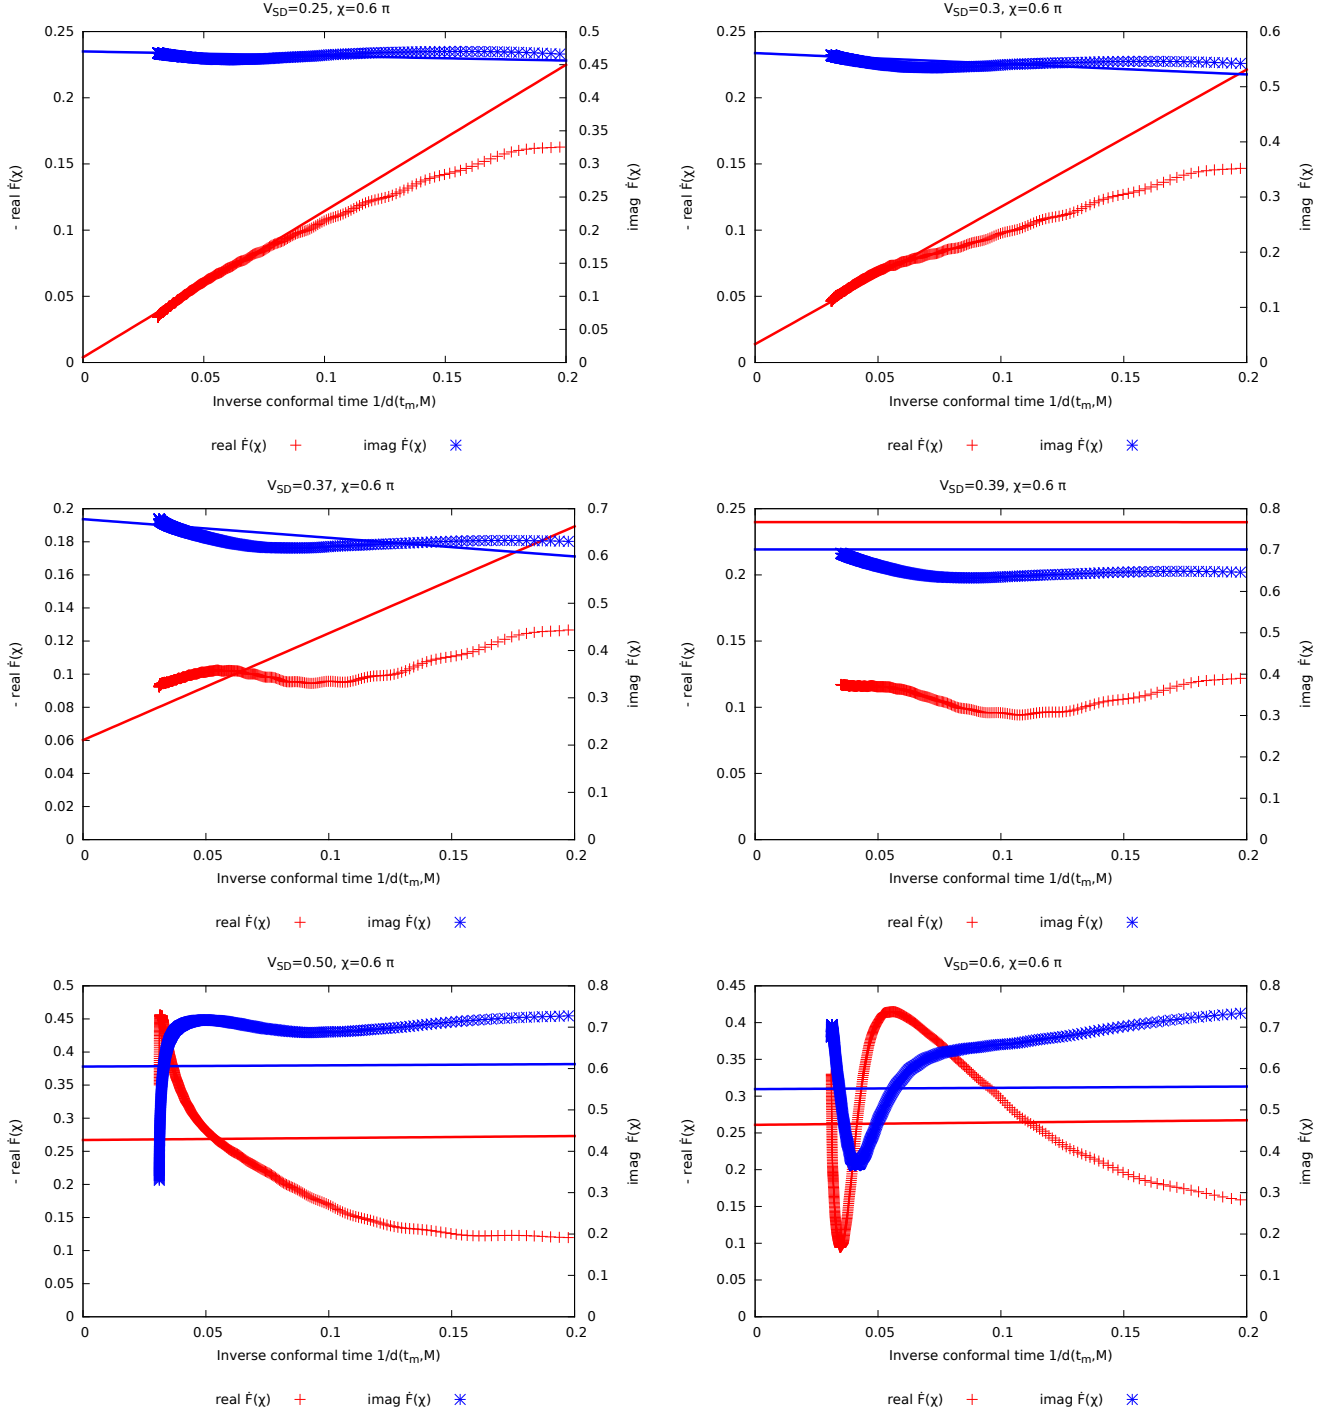 V_SD=0.25, χ=0.6 π
0.25
0.2
0.15
0.1
0.05
0
0.5
0.45
0.4
0.35
0.3
0.25
0.2
0.15
0.1
0.05
0
- real Ḟ(χ)
imag Ḟ(χ)
0 0.05 0.1 0.15 0.2
Inverse conformal time 1/d(t_m,M)
real Ḟ(χ) imag Ḟ(χ)
V_SD=0.3, χ=0.6 π
0.25
0.2
0.15
0.1
0.05
0
0.6
0.5
0.4
0.3
0.2
0.1
0
- real Ḟ(χ)
imag Ḟ(χ)
0 0.05 0.1 0.15 0.2
Inverse conformal time 1/d(t_m,M)
real Ḟ(χ) imag Ḟ(χ)
V_SD=0.37, χ=0.6 π
0.2
0.18
0.16
0.14
0.12
0.1
0.08
0.06
0.04
0.02
0
0.7
0.6
0.5
0.4
0.3
0.2
0.1
0
- real Ḟ(χ)
imag Ḟ(χ)
0 0.05 0.1 0.15 0.2
Inverse conformal time 1/d(t_m,M)
real Ḟ(χ) imag Ḟ(χ)
V_SD=0.39, χ=0.6 π
0.25
0.2
0.15
0.1
0.05
0
0.8
0.7
0.6
0.5
0.4
0.3
0.2
0.1
0
- real Ḟ(χ)
imag Ḟ(χ)
0 0.05 0.1 0.15 0.2
Inverse conformal time 1/d(t_m,M)
real Ḟ(χ) imag Ḟ(χ)
V_SD=0.50, χ=0.6 π
0.5
0.45
0.4
0.35
0.3
0.25
0.2
0.15
0.1
0.05
0
0.8
0.7
0.6
0.5
0.4
0.3
0.2
0.1
0
- real Ḟ(χ)
imag Ḟ(χ)
0 0.05 0.1 0.15 0.2
Inverse conformal time 1/d(t_m,M)
real Ḟ(χ) imag Ḟ(χ)
V_SD=0.6, χ=0.6 π
0.45
0.4
0.35
0.3
0.25
0.2
0.15
0.1
0.05
0
0.8
0.7
0.6
0.5
0.4
0.3
0.2
0.1
0
- real Ḟ(χ)
imag Ḟ(χ)
0 0.05 0.1 0.15 0.2
Inverse conformal time 1/d(t_m,M)
real Ḟ(χ) imag Ḟ(χ)